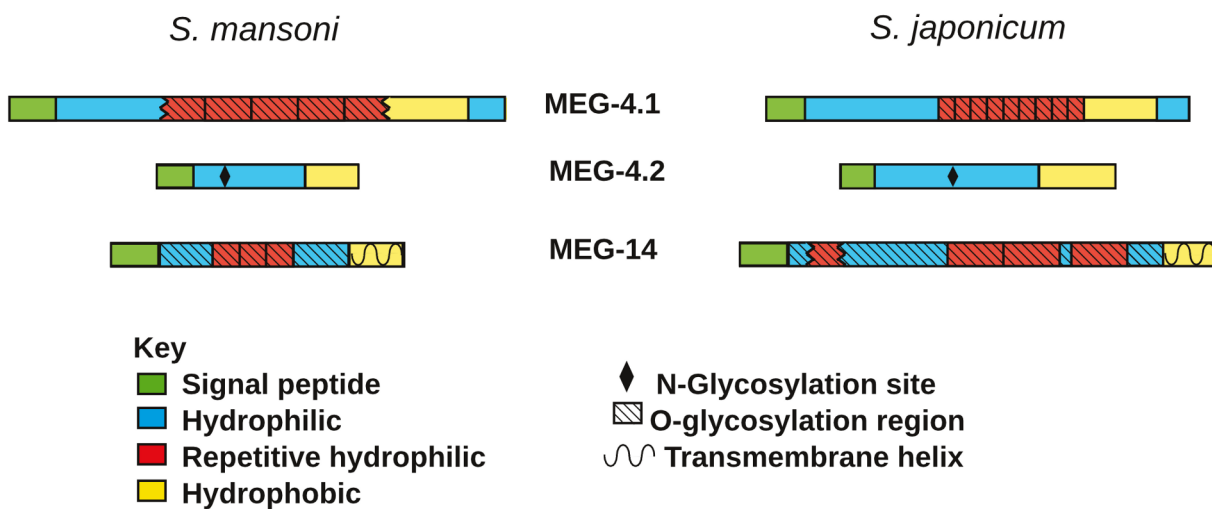 S. mansoni
S. japonicum
MEG-4.1
MEG-4.2
MEG-14
Key
Signal peptide
Hydrophilic
Repetitive hydrophilic
Hydrophobic
N-Glycosylation site
O-glycosylation region
Transmembrane helix